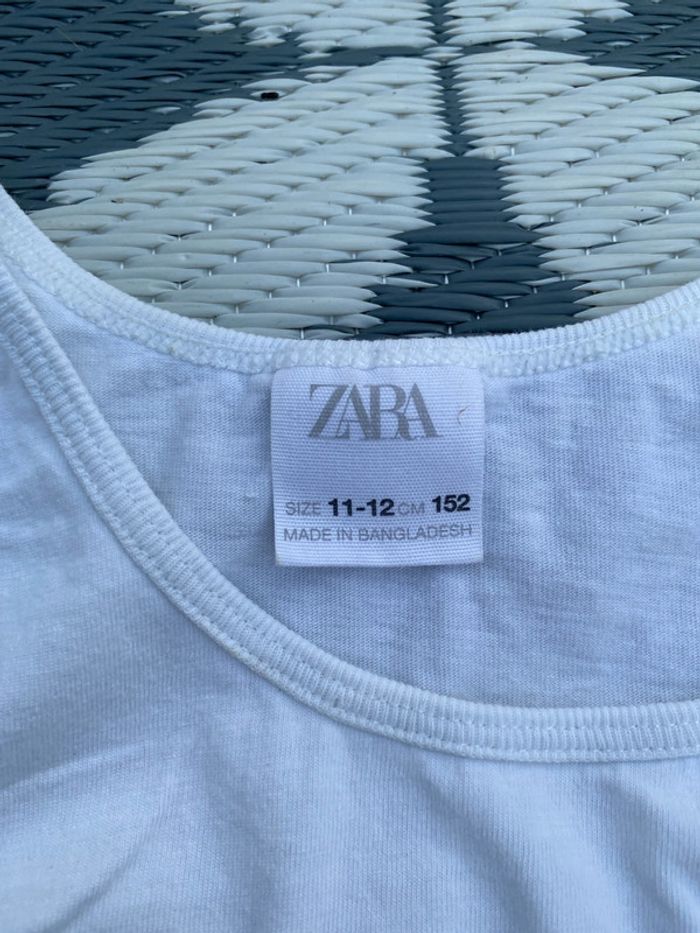 ZARA
SIZE 11-12 CM 152
MADE IN BANGLADESH